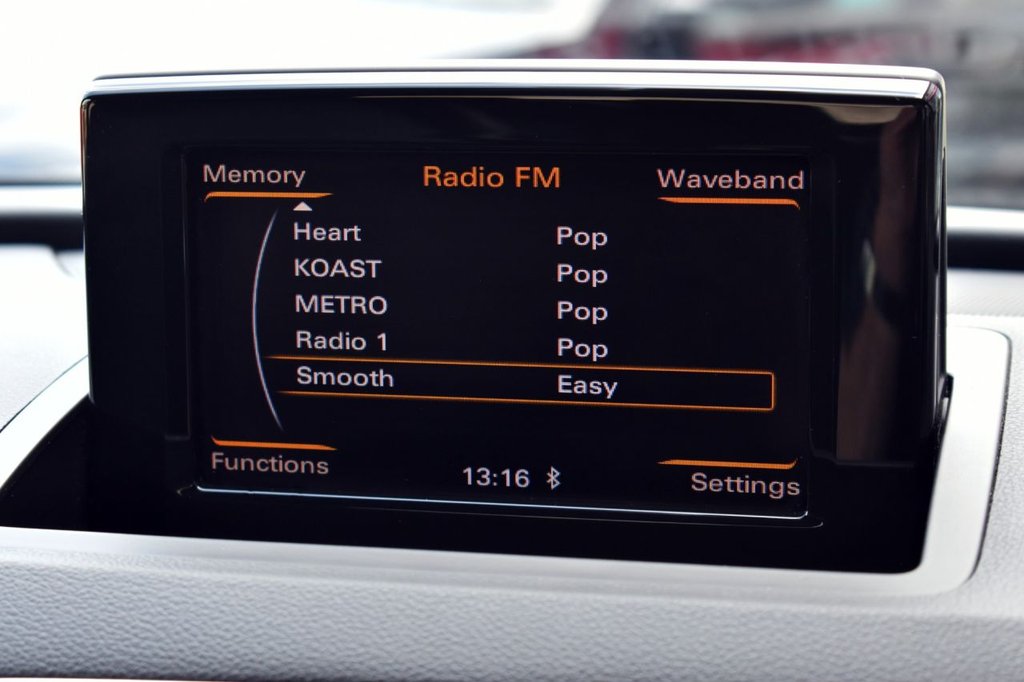 Memory Radio FM Waveband
Heart Pop
KOAST Pop
METRO Pop
Radio 1 Pop
Smooth Easy
Functions 13:16 Settings